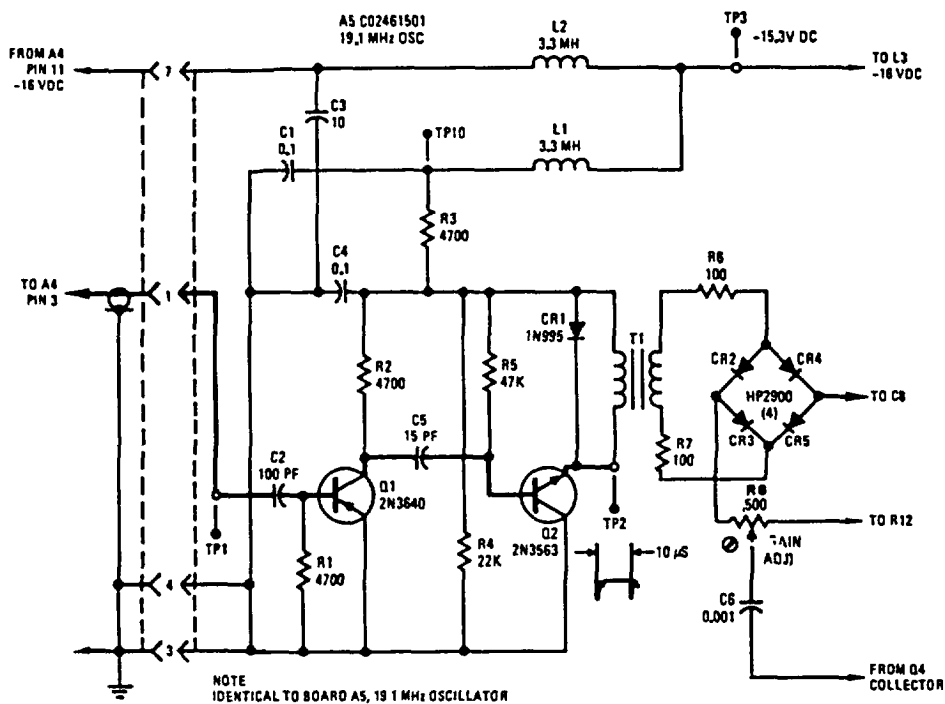 A5 C02461501
19.1 MHz OSC
FROM A4
PIN 11
-16 VDC
7
L2
3.3 MH
TP3
-15.3V DC
TO L3
-16 VDC
C3
10
C1
0.1
TP10
L1
3.3 MH
R3
4700
C4
0.1
TO A4
PIN 3
1
R2
4700
R5
47K
CR1
1N995
T1
R6
100
CR2
CR4
HP2900
(4)
CR3
CR5
TO C8
C5
15 PF
C2
100 PF
Q1
2N3640
R7
100
TP1
R1
4700
R4
22K
Q2
2N3563
TP2
10 μS
500
TO R12
ADJ)
4
C6
0.001
3
FROM Q4
COLLECTOR
NOTE
IDENTICAL TO BOARD A5, 19 1 MHz OSCILLATOR